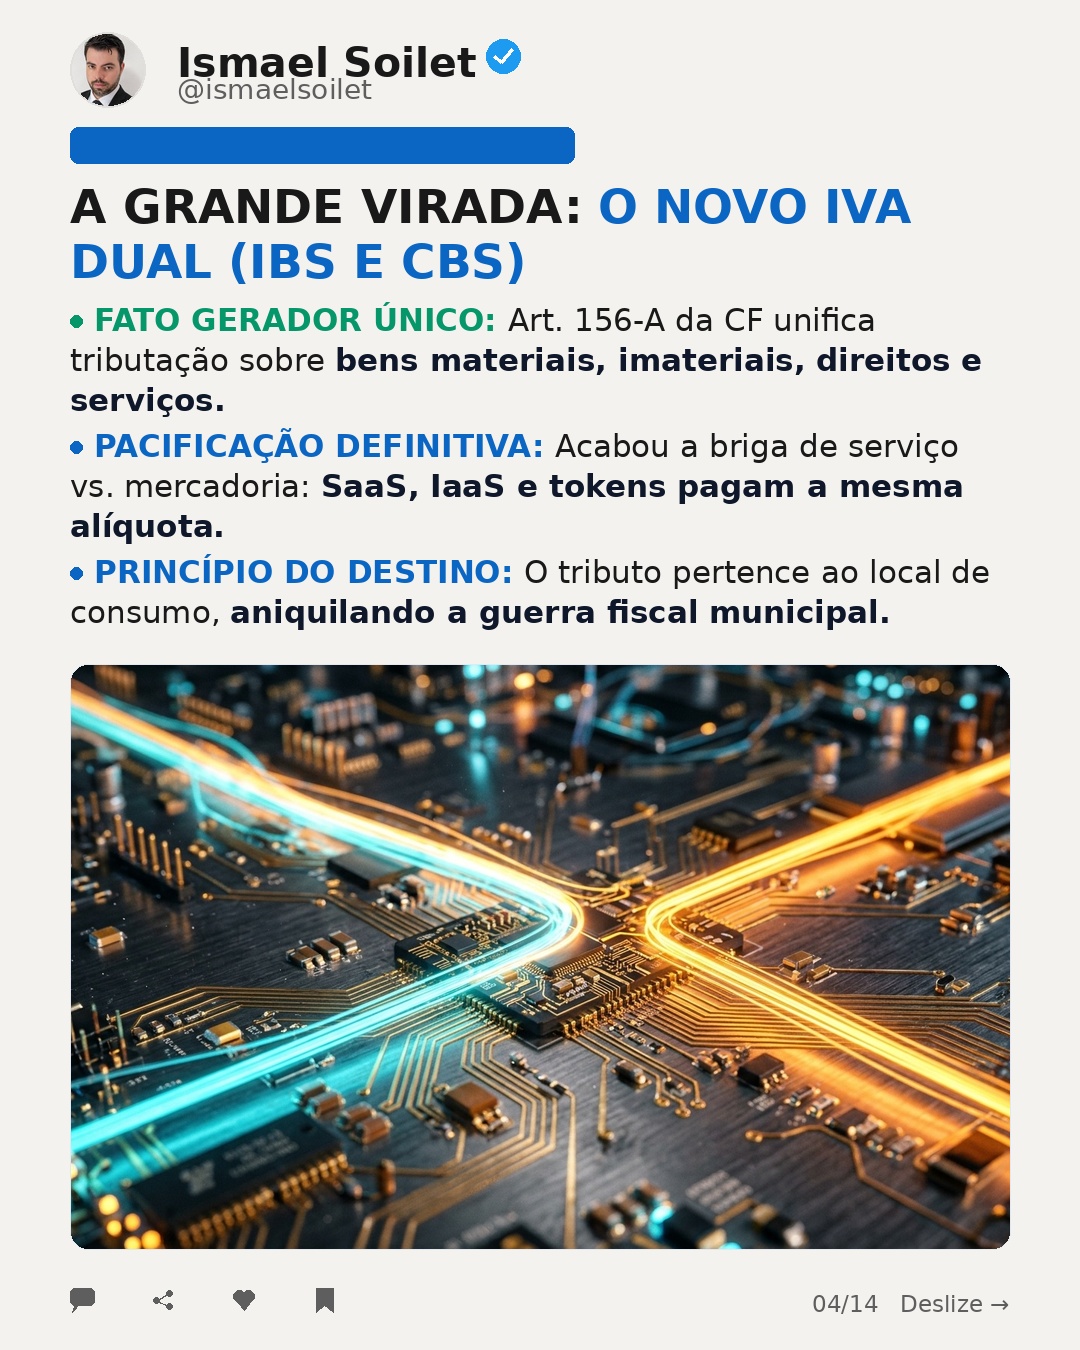 Ismael Soilet
@ismaelsoilet
A GRANDE VIRADA: O NOVO IVA
DUAL (IBS E CBS)
• FATO GERADOR ÚNICO: Art. 156-A da CF unifica
tributação sobre bens materiais, imateriais, direitos e
serviços.
• PACIFICAÇÃO DEFINITIVA: Acabou a briga de serviço
vs. mercadoria: SaaS, IaaS e tokens pagam a mesma
alíquota.
• PRINCÍPIO DO DESTINO: O tributo pertence ao local de
consumo, aniquilando a guerra fiscal municipal.
04/14 Deslize →